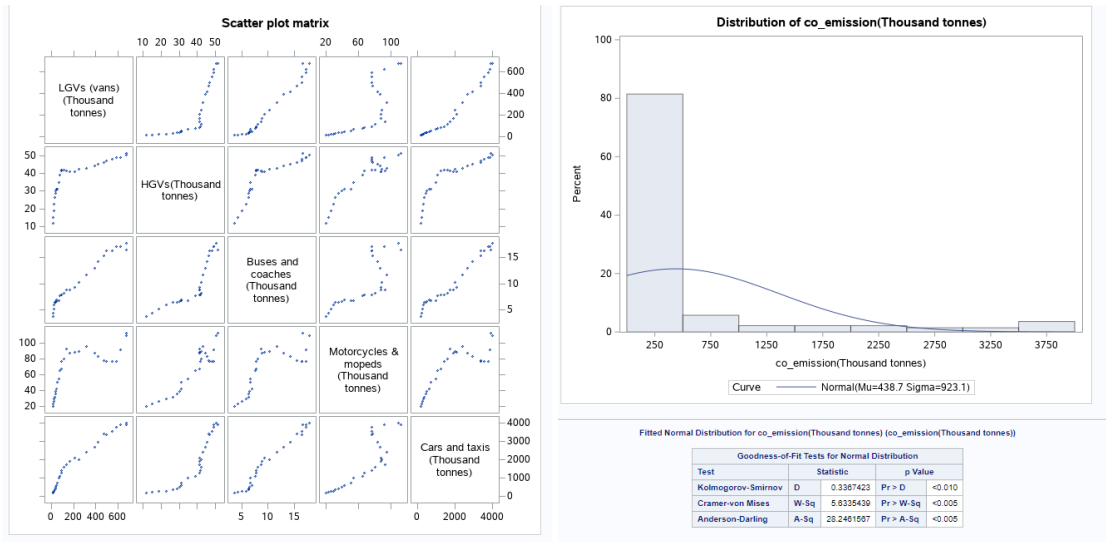 Scatter plot matrix
10 20 30 40 50
20 60 100
LGVs (vans)
(Thousand
tonnes)
600
400
200
0
50
40
30
20
10
HGVs(Thousand
tonnes)
Buses and
coaches
(Thousand
tonnes)
15
10
5
100
80
60
40
20
Motorcycles &
mopeds
(Thousand
tonnes)
Cars and taxis
(Thousand
tonnes)
4000
3000
2000
1000
0
0 200 400 600
5 10 15
0 2000 4000
Distribution of co_emission(Thousand tonnes)
100
80
60
40
20
0
Percent
250 750 1250 1750 2250 2750 3250 3750
co_emission(Thousand tonnes)
Curve Normal(Mu=438.7 Sigma=923.1)
Fitted Normal Distribution for co_emission(Thousand tonnes) (co_emission(Thousand tonnes))
Goodness-of-Fit Tests for Normal Distribution
Test Statistic p Value
Kolmogorov-Smirnov D 0.3367423 Pr > D <0.010
Cramer-von Mises W-Sq 5.6335439 Pr > W-Sq <0.005
Anderson-Darling A-Sq 28.2461567 Pr > A-Sq <0.005